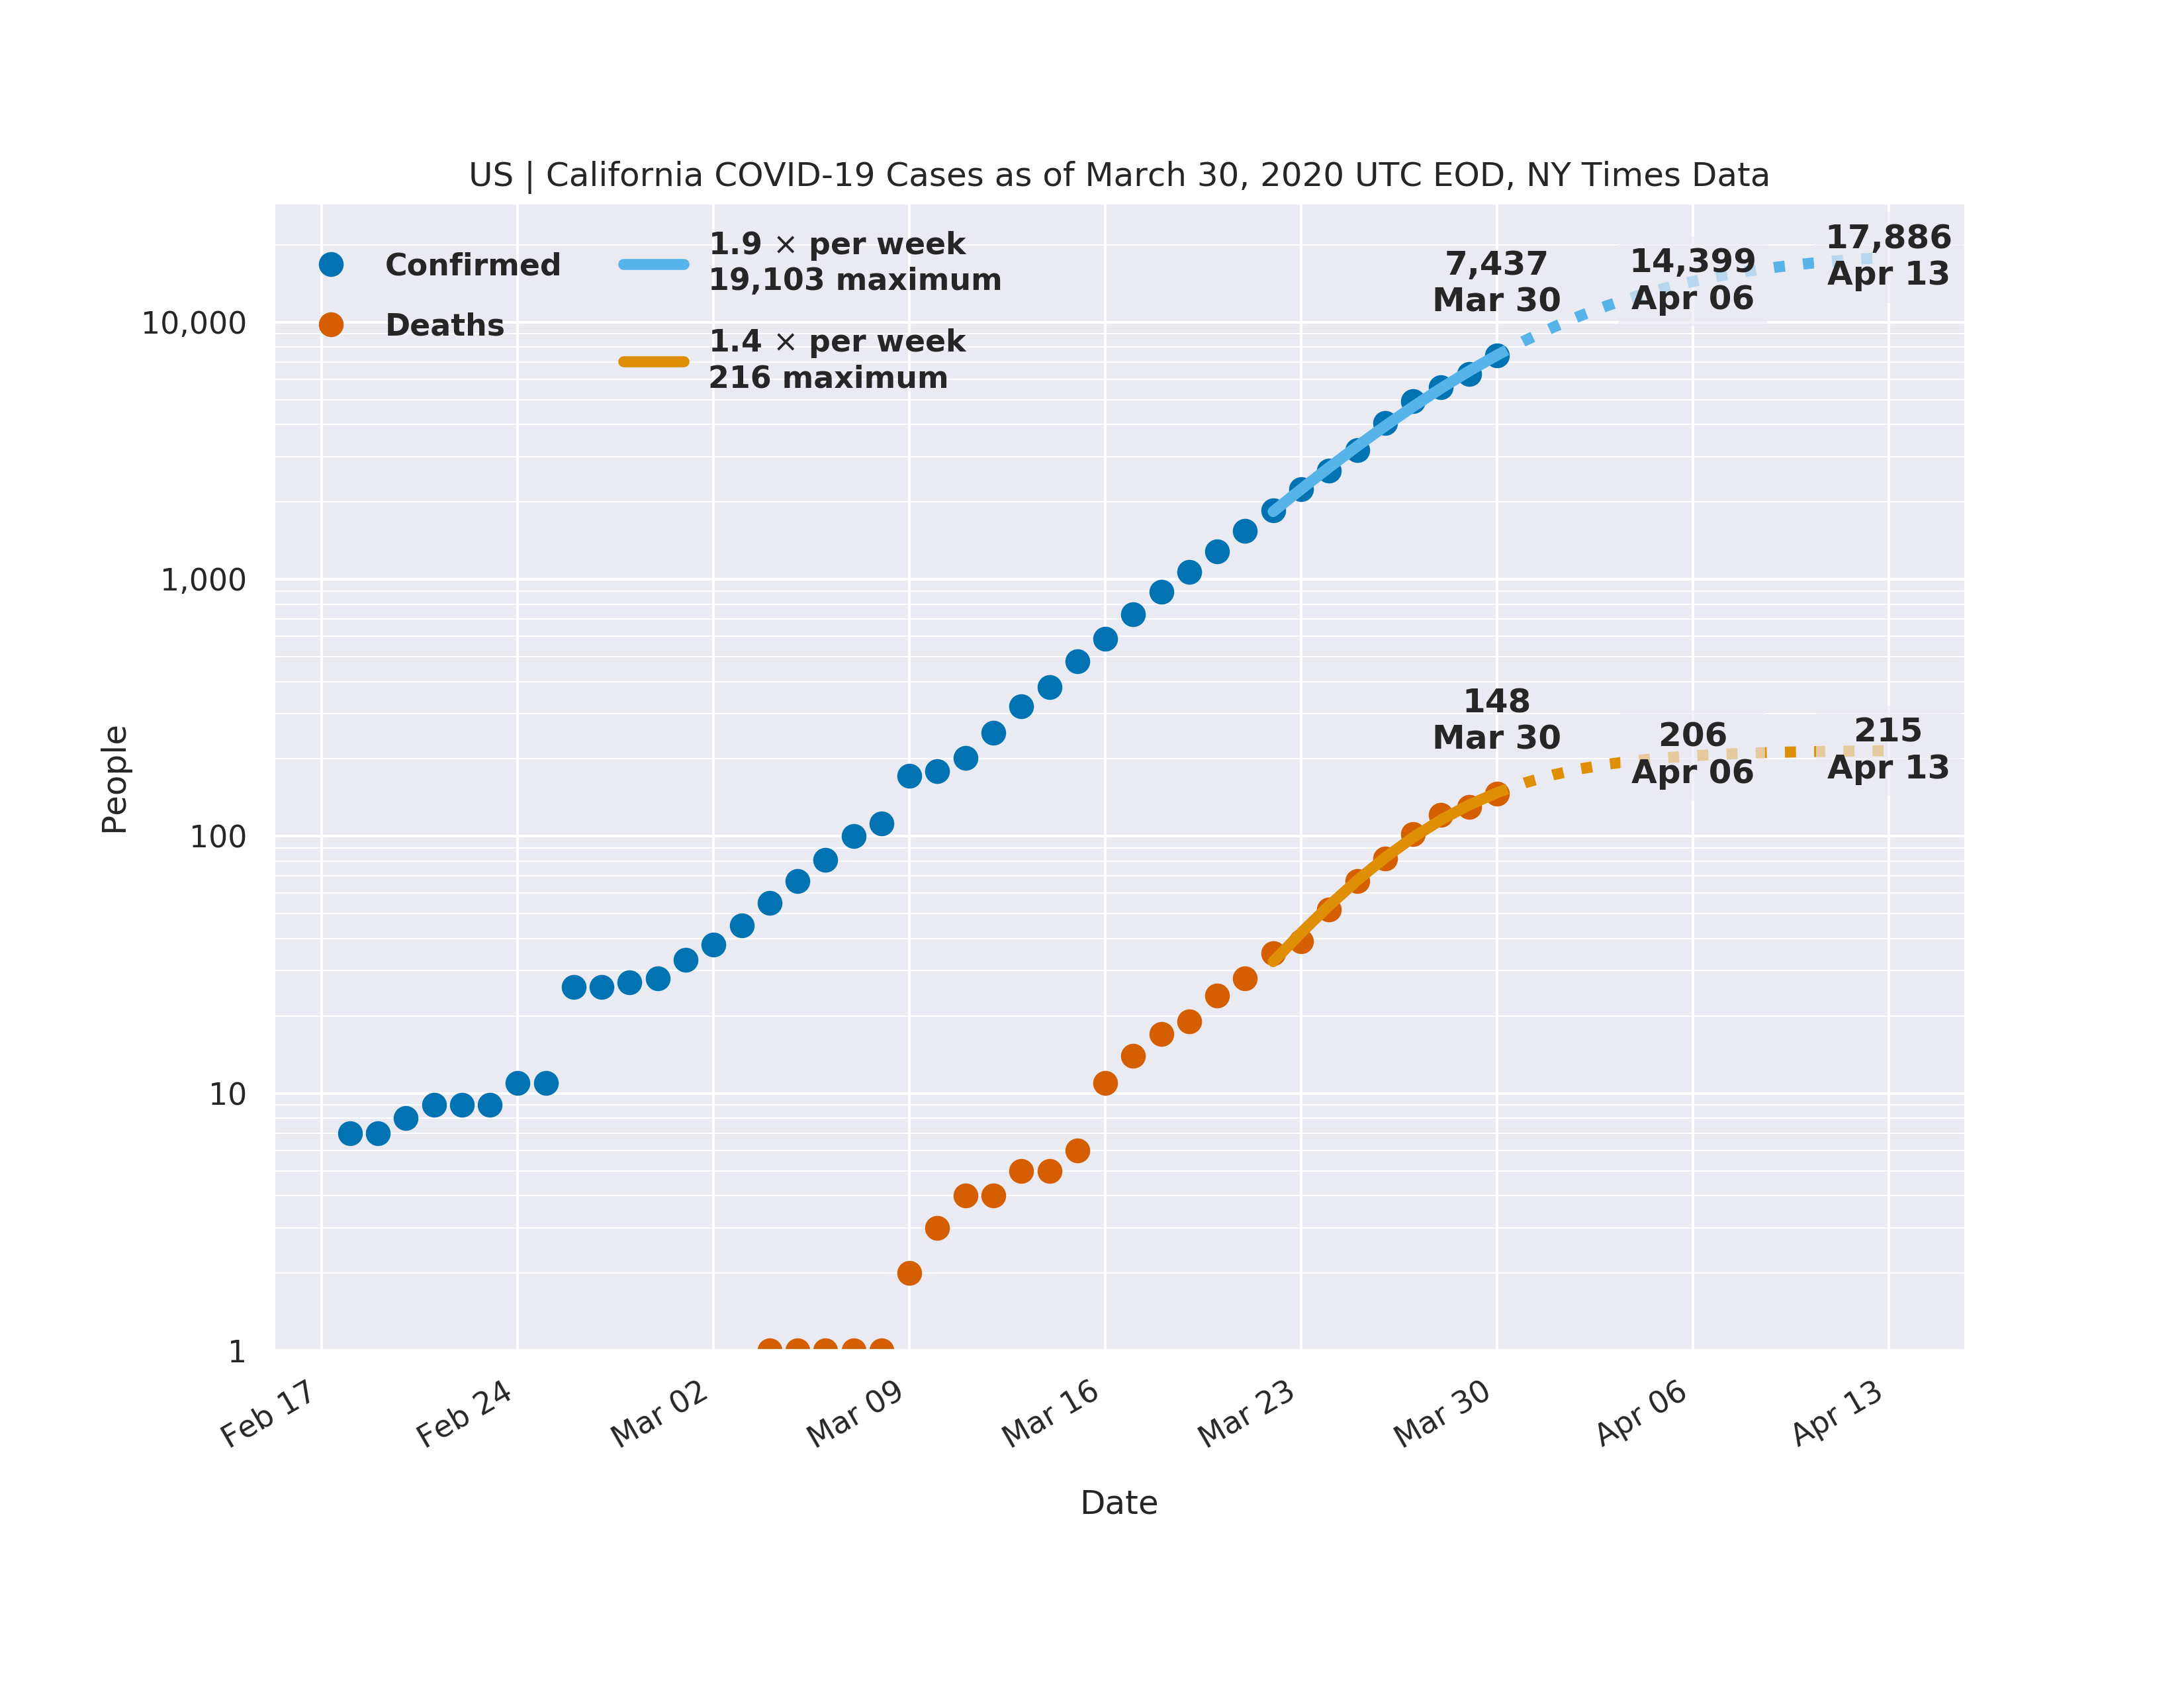 US | California COVID-19 Cases as of March 30, 2020 UTC EOD, NY Times Data
Confirmed
Deaths
1.9 × per week
19,103 maximum
1.4 × per week
216 maximum
7,437
Mar 30
14,399
Apr 06
17,886
Apr 13
148
Mar 30
206
Apr 06
215
Apr 13
People
10,000
1,000
100
10
1
Feb 17
Feb 24
Mar 02
Mar 09
Mar 16
Mar 23
Mar 30
Apr 06
Apr 13
Date